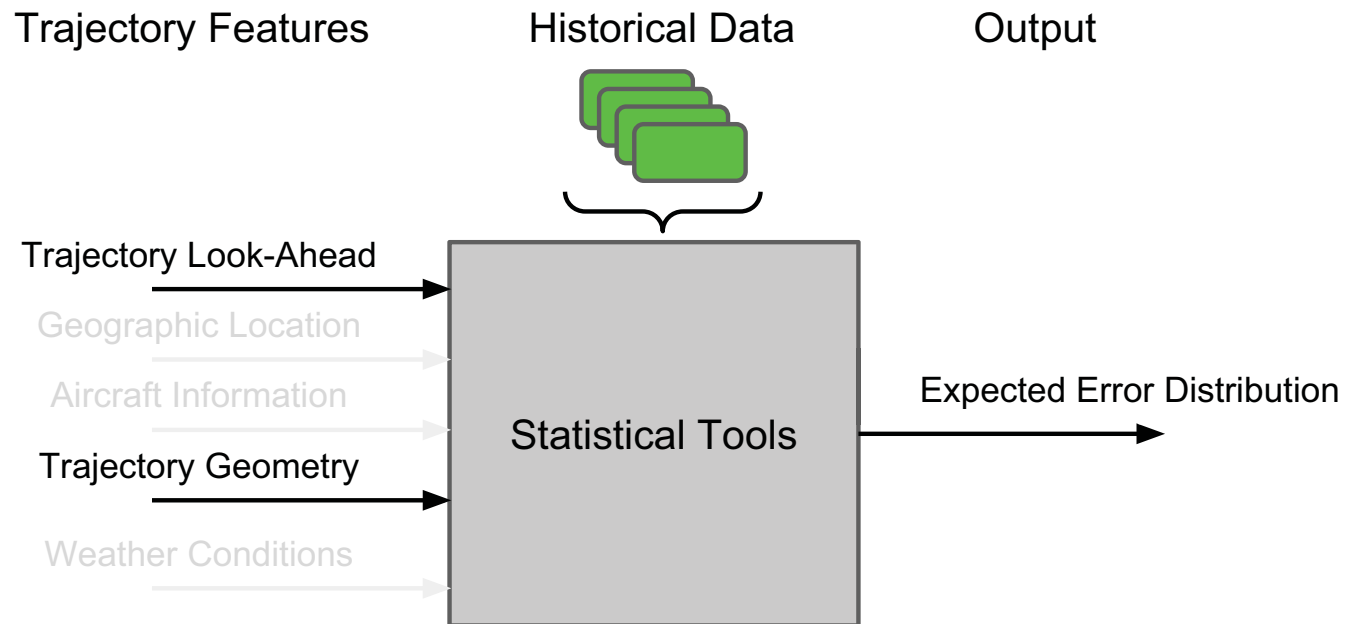 Trajectory Features
Historical Data
Output
Trajectory Look-Ahead
Geographic Location
Aircraft Information
Trajectory Geometry
Weather Conditions
Statistical Tools
Expected Error Distribution